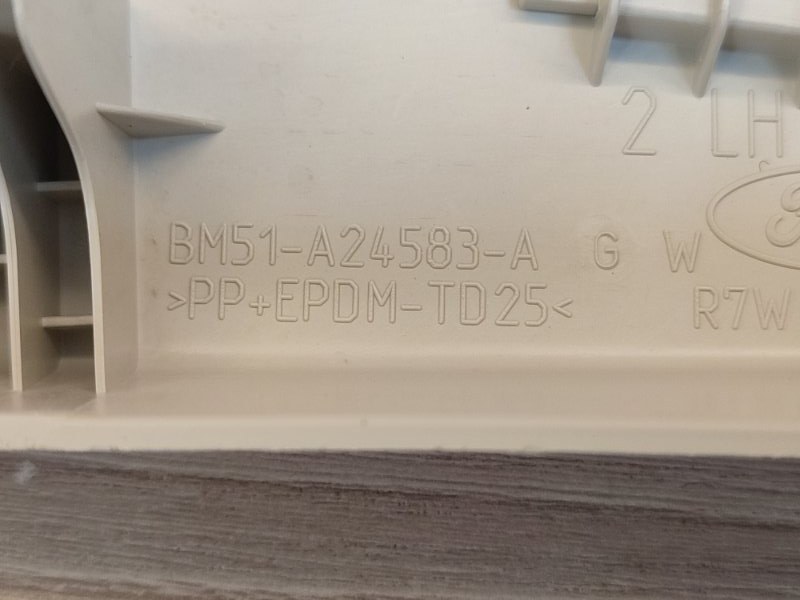 2 LH
BM51-A24583-A G W
>PP+EPDM-TD25< R7W